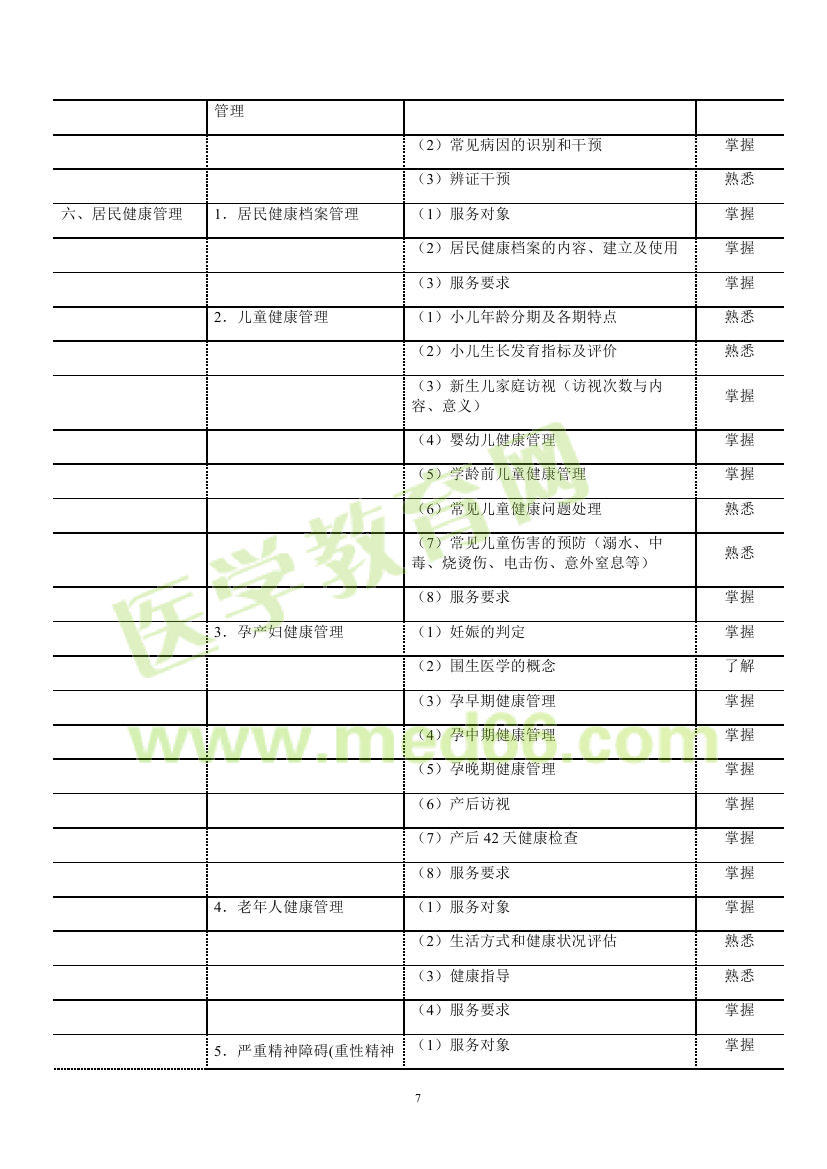 管理
（2）常见病因的识别和干预 掌握
（3）辨证干预 熟悉
六、居民健康管理 1．居民健康档案管理 （1）服务对象 掌握
（2）居民健康档案的内容、建立及使用 掌握
（3）服务要求 掌握
2．儿童健康管理 （1）小儿年龄分期及各期特点 熟悉
（2）小儿生长发育指标及评价 熟悉
（3）新生儿家庭访视（访视次数与内
容、意义） 掌握
（4）婴幼儿健康管理 掌握
（5）学龄前儿童健康管理 掌握
（6）常见儿童健康问题处理 熟悉
（7）常见儿童伤害的预防（溺水、中
毒、烧烫伤、电击伤、意外窒息等） 熟悉
（8）服务要求 掌握
3．孕产妇健康管理 （1）妊娠的判定 掌握
（2）围生医学的概念 了解
（3）孕早期健康管理 掌握
（4）孕中期健康管理 掌握
（5）孕晚期健康管理 掌握
（6）产后访视 掌握
（7）产后 42 天健康检查 掌握
（8）服务要求 掌握
4．老年人健康管理 （1）服务对象 掌握
（2）生活方式和健康状况评估 熟悉
（3）健康指导 熟悉
（4）服务要求 掌握
5．严重精神障碍(重性精神 （1）服务对象 掌握
医学教育网
www.med66.com
7